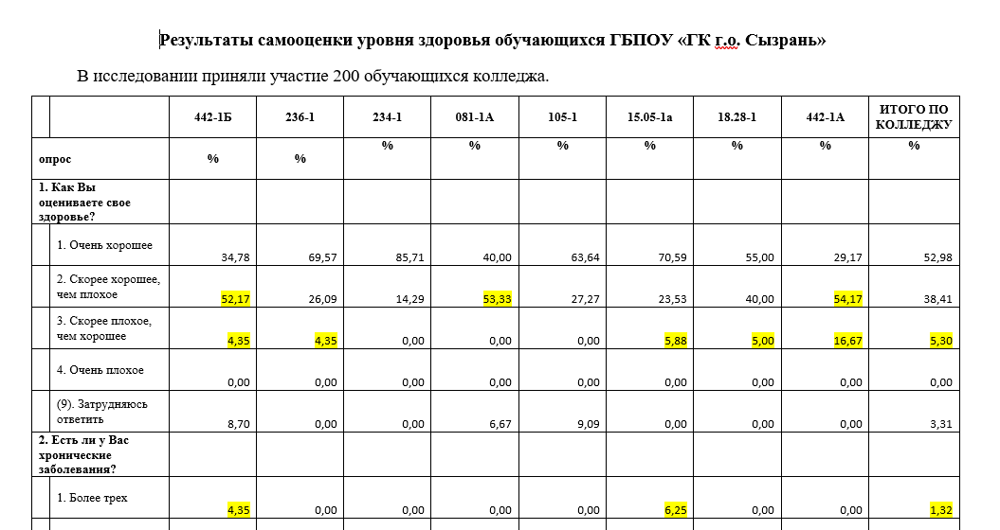 Результаты самооценки уровня здоровья обучающихся ГБПОУ «ГК г.о. Сызрань»
В исследовании приняли участие 200 обучающихся колледжа.
442-1Б 236-1 234-1 081-1А 105-1 15.05-1а 18.28-1 442-1А ИТОГО ПО
КОЛЛЕДЖУ
опрос % % % % % % % % %
1. Как Вы
оцениваете свое
здоровье?
1. Очень хорошее 34,78 69,57 85,71 40,00 63,64 70,59 55,00 29,17 52,98
2. Скорее хорошее,
чем плохое 52,17 26,09 14,29 53,33 27,27 23,53 40,00 54,17 38,41
3. Скорее плохое,
чем хорошее 4,35 4,35 0,00 0,00 0,00 5,88 5,00 16,67 5,30
4. Очень плохое 0,00 0,00 0,00 0,00 0,00 0,00 0,00 0,00 0,00
(9). Затрудняюсь
ответить 8,70 0,00 0,00 6,67 9,09 0,00 0,00 0,00 3,31
2. Есть ли у Вас
хронические
заболевания?
1. Более трех 4,35 0,00 0,00 0,00 0,00 6,25 0,00 0,00 1,32